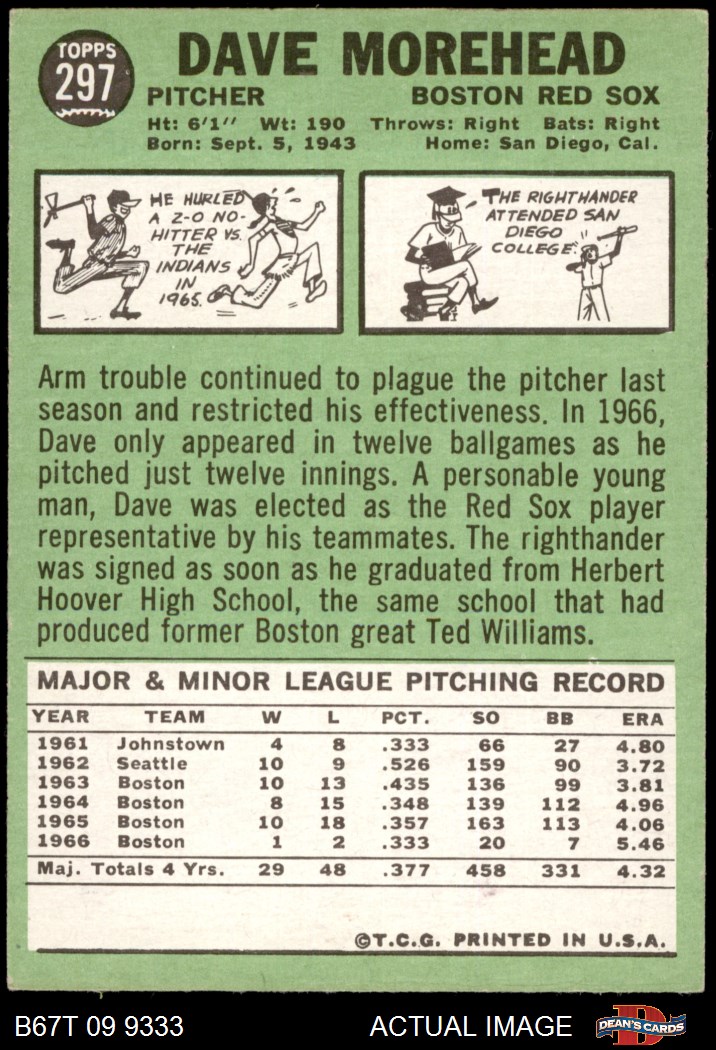 TOPPS
297
DAVE MOREHEAD
PITCHER BOSTON RED SOX
Ht: 6'1" Wt: 190 Throws: Right Bats: Right
Born: Sept. 5, 1943 Home: San Diego, Cal.
HE HURLED
A 2-0 NO-
HITTER VS.
THE
INDIANS
IN
1965.
THE RIGHTHANDER
ATTENDED SAN
DIEGO
COLLEGE.
Arm trouble continued to plague the pitcher last
season and restricted his effectiveness. In 1966,
Dave only appeared in twelve ballgames as he
pitched just twelve innings. A personable young
man, Dave was elected as the Red Sox player
representative by his teammates. The righthander
was signed as soon as he graduated from Herbert
Hoover High School, the same school that had
produced former Boston great Ted Williams.
MAJOR & MINOR LEAGUE PITCHING RECORD
YEAR TEAM W L PCT. SO BB ERA
1961 Johnstown 4 8 .333 66 27 4.80
1962 Seattle 10 9 .526 159 90 3.72
1963 Boston 10 13 .435 136 99 3.81
1964 Boston 8 15 .348 139 112 4.96
1965 Boston 10 18 .357 163 113 4.06
1966 Boston 1 2 .333 20 7 5.46
Maj. Totals 4 Yrs. 29 48 .377 458 331 4.32
©T.C.G. PRINTED IN U.S.A.
B67T 09 9333 ACTUAL IMAGE DEAN'S CARDS